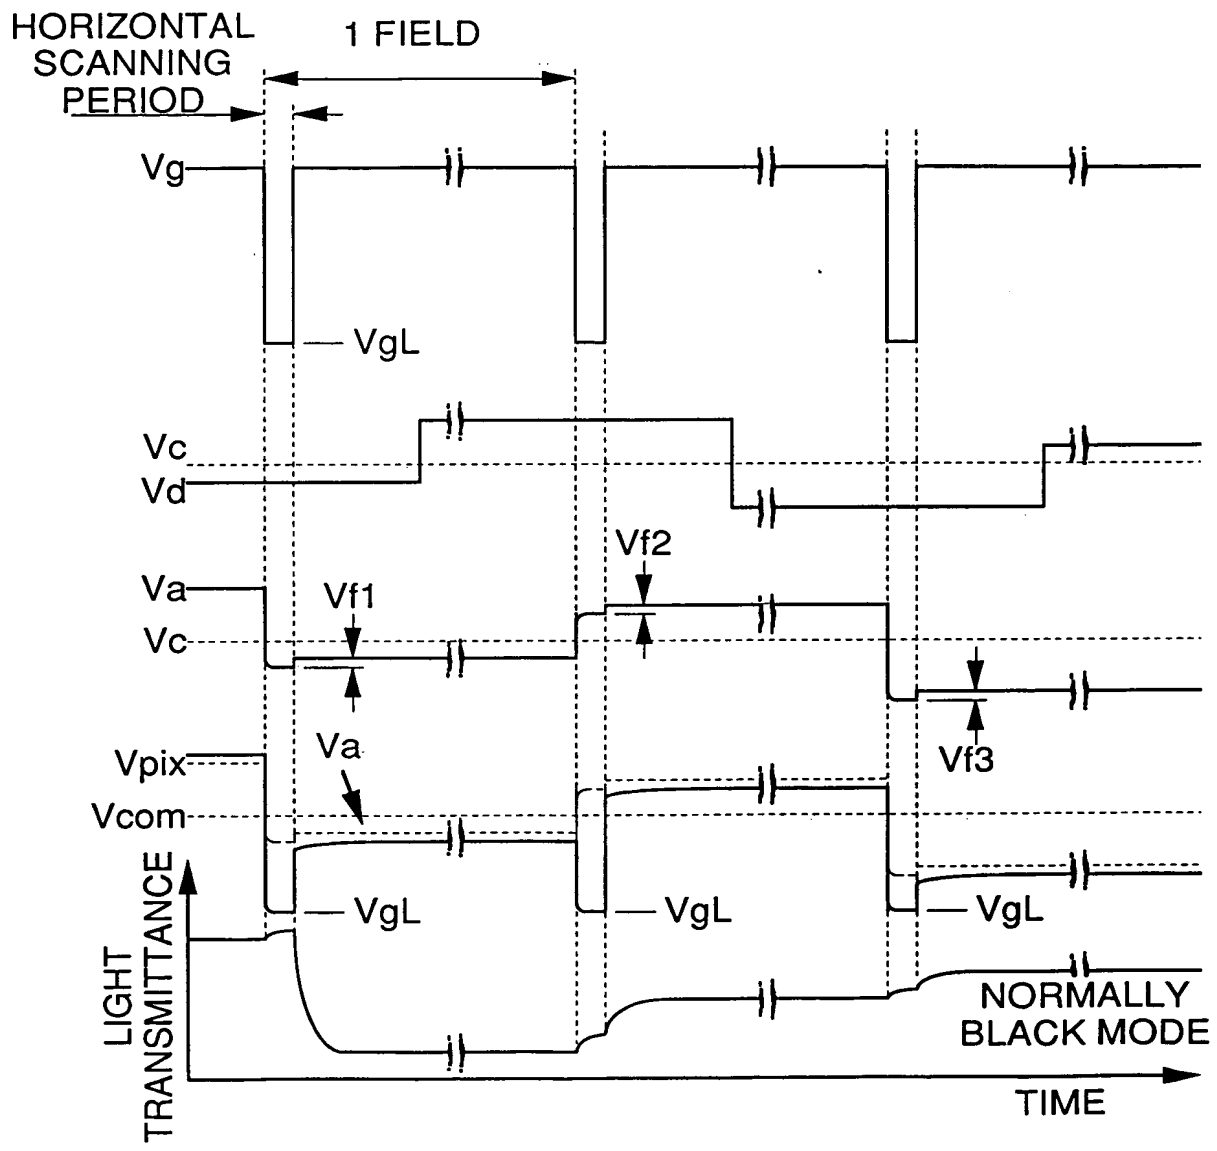 HORIZONTAL
SCANNING
PERIOD
1 FIELD
Vg
VgL
Vc
Vd
Vf2
Va
Vf1
Vc
Va
Vf3
Vpix
Vcom
VgL
VgL
VgL
LIGHT
TRANSMITTANCE
NORMALLY
BLACK MODE
TIME